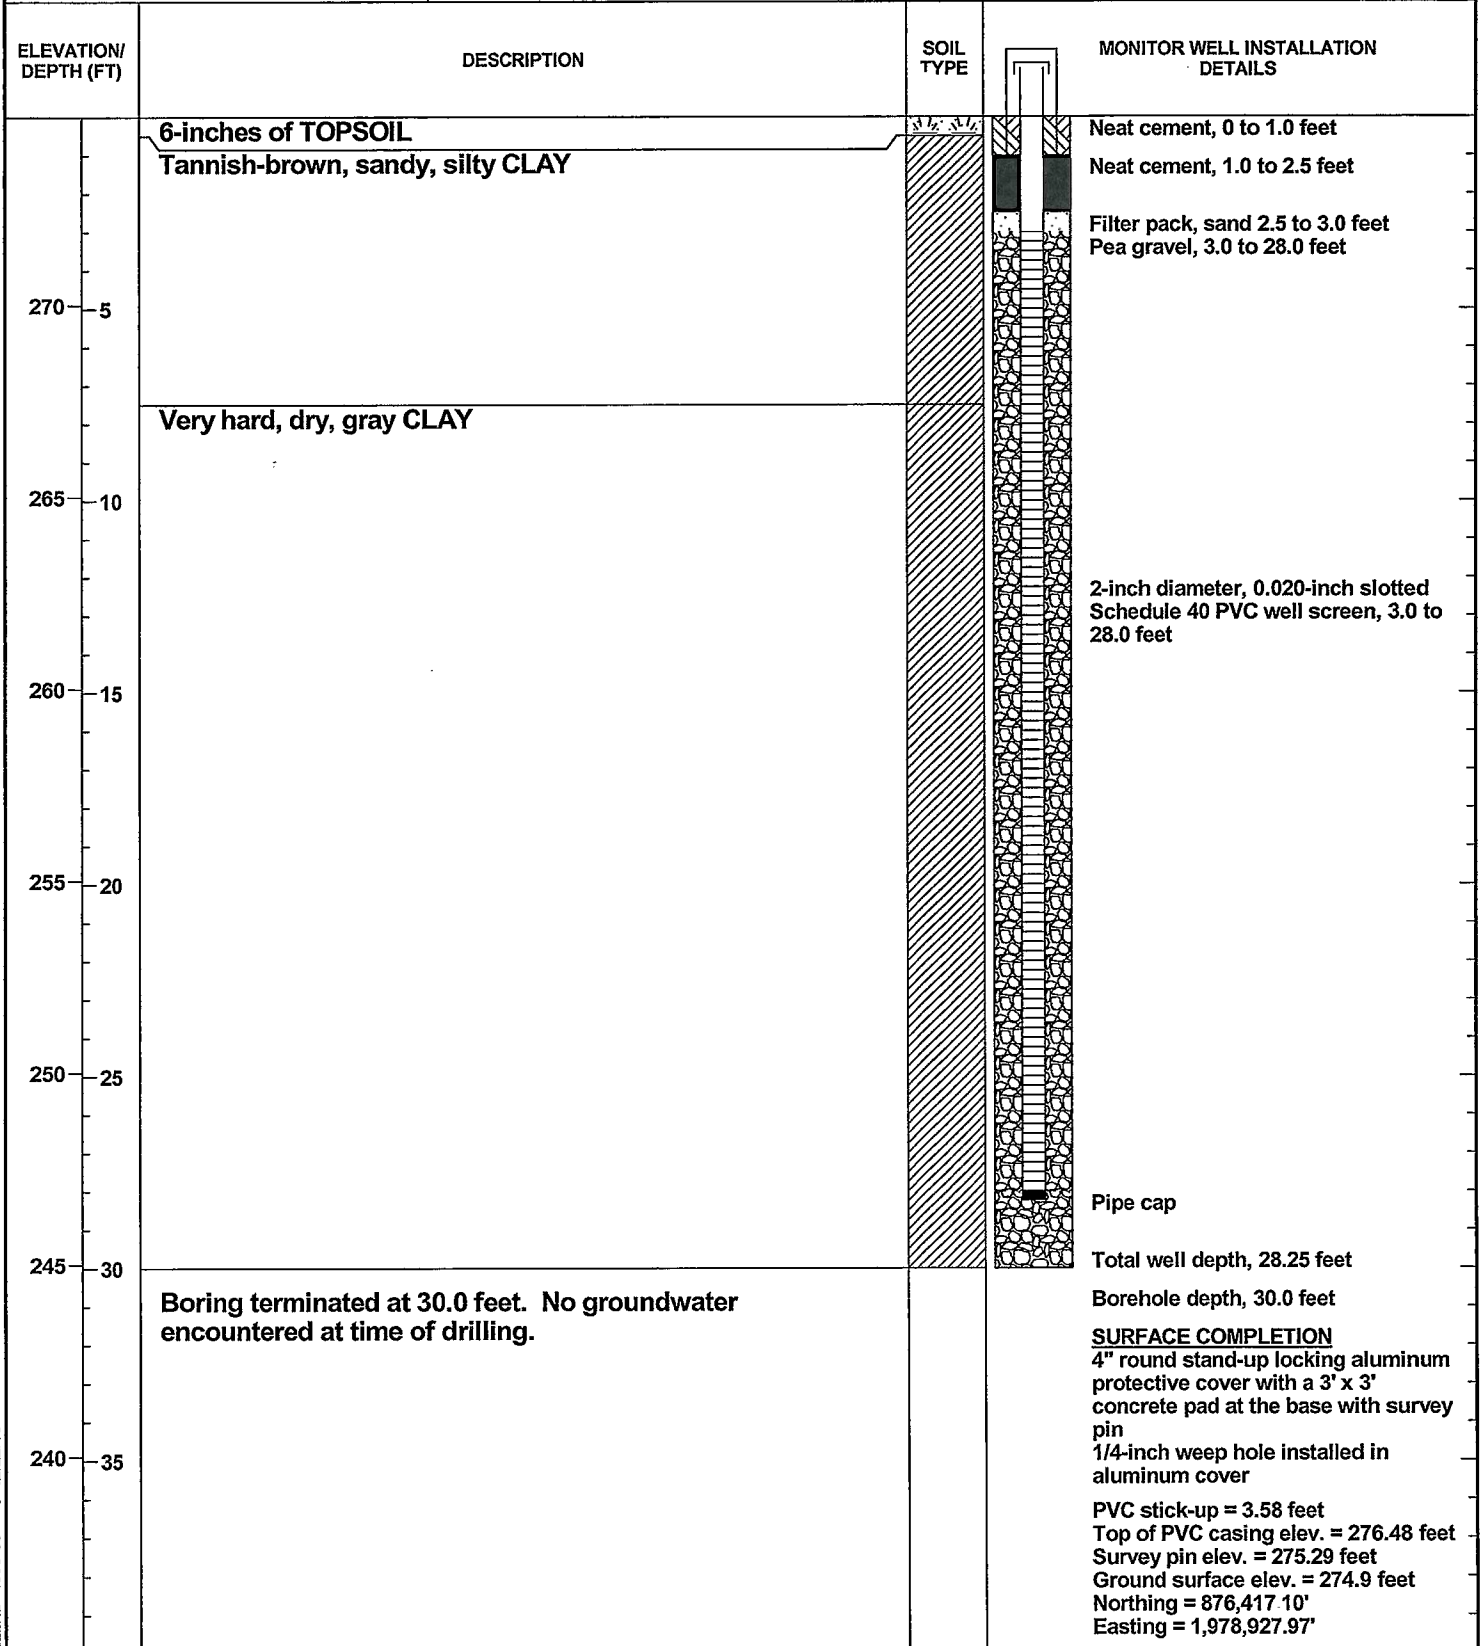 ELEVATION/
DEPTH (FT)
DESCRIPTION
SOIL
TYPE
MONITOR WELL INSTALLATION
DETAILS
6-inches of TOPSOIL
Neat cement, 0 to 1.0 feet
Tannish-brown, sandy, silty CLAY
Neat cement, 1.0 to 2.5 feet
Filter pack, sand 2.5 to 3.0 feet
Pea gravel, 3.0 to 28.0 feet
270 5
Very hard, dry, gray CLAY
265 10
2-inch diameter, 0.020-inch slotted
Schedule 40 PVC well screen, 3.0 to
28.0 feet
260 15
255 20
250 25
Pipe cap
Total well depth, 28.25 feet
245 30
Boring terminated at 30.0 feet. No groundwater
encountered at time of drilling.
Borehole depth, 30.0 feet
SURFACE COMPLETION
4" round stand-up locking aluminum
protective cover with a 3' x 3'
concrete pad at the base with survey
pin
1/4-inch weep hole installed in
aluminum cover
240 35
PVC stick-up = 3.58 feet
Top of PVC casing elev. = 276.48 feet
Survey pin elev. = 275.29 feet
Ground surface elev. = 274.9 feet
Northing = 876,417.10'
Easting = 1,978,927.97'